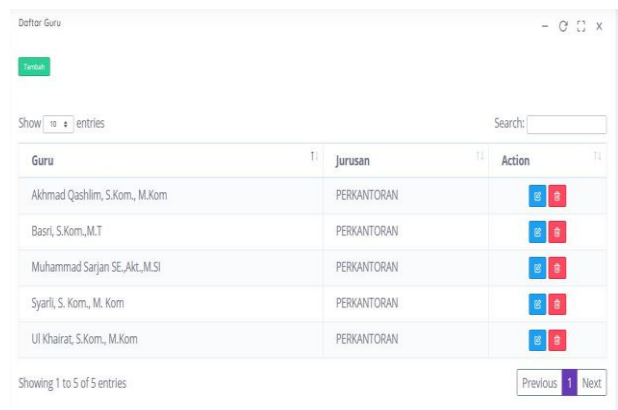 Daftar Guru
Tambah
Show 10 entries
Search:
Guru Jurusan Action
Akhmad Qashlim, S.Kom., M.Kom PERKANTORAN
Basri, S.Kom.,M.T PERKANTORAN
Muhammad Sarjan SE.,Akt.,M.SI PERKANTORAN
Syarli, S. Kom., M. Kom PERKANTORAN
Ul Khairat, S.Kom., M.Kom PERKANTORAN
Showing 1 to 5 of 5 entries
Previous 1 Next